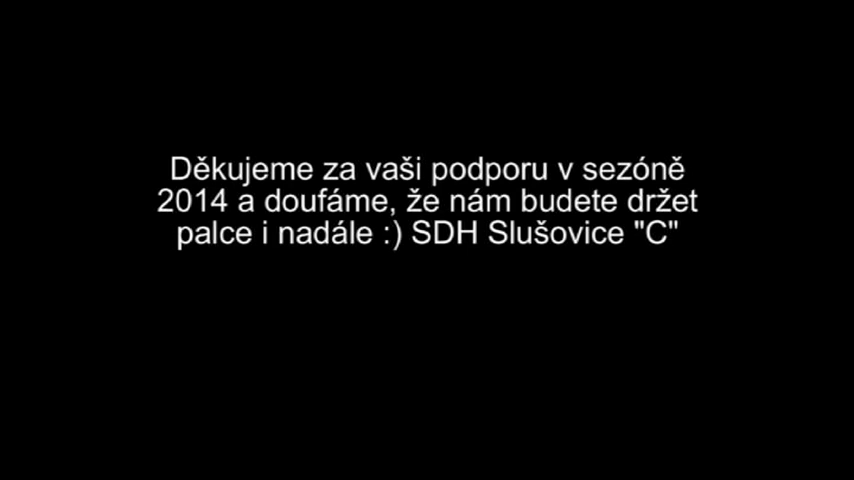 Děkujeme za vaši podporu v sezóně
2014 a doufáme, že nám budete držet
palce i nadále :) SDH Slušovice "C"